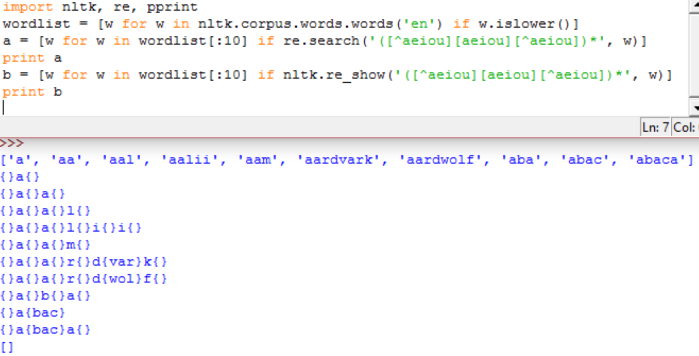 import nltk, re, pprint
wordlist = [w for w in nltk.corpus.words.words('en') if w.islower()]
a = [w for w in wordlist[:10] if re.search('([^aeiou][aeiou][^aeiou])*', w)]
print a
b = [w for w in wordlist[:10] if nltk.re_show('([^aeiou][aeiou][^aeiou])*', w)]
print b
Ln: 7 Col:
>>>
['a', 'aa', 'aal', 'aalii', 'aam', 'aardvark', 'aardwolf', 'aba', 'abac', 'abaca']
{}a{}
{}a{}a{}
{}a{}a{}l{}
{}a{}a{}l{}i{}i{}
{}a{}a{}m{}
{}a{}a{}r{}d{var}k{}
{}a{}a{}r{}d{wol}f{}
{}a{}b{}a{}
{}a{bac}
{}a{bac}a{}
[]